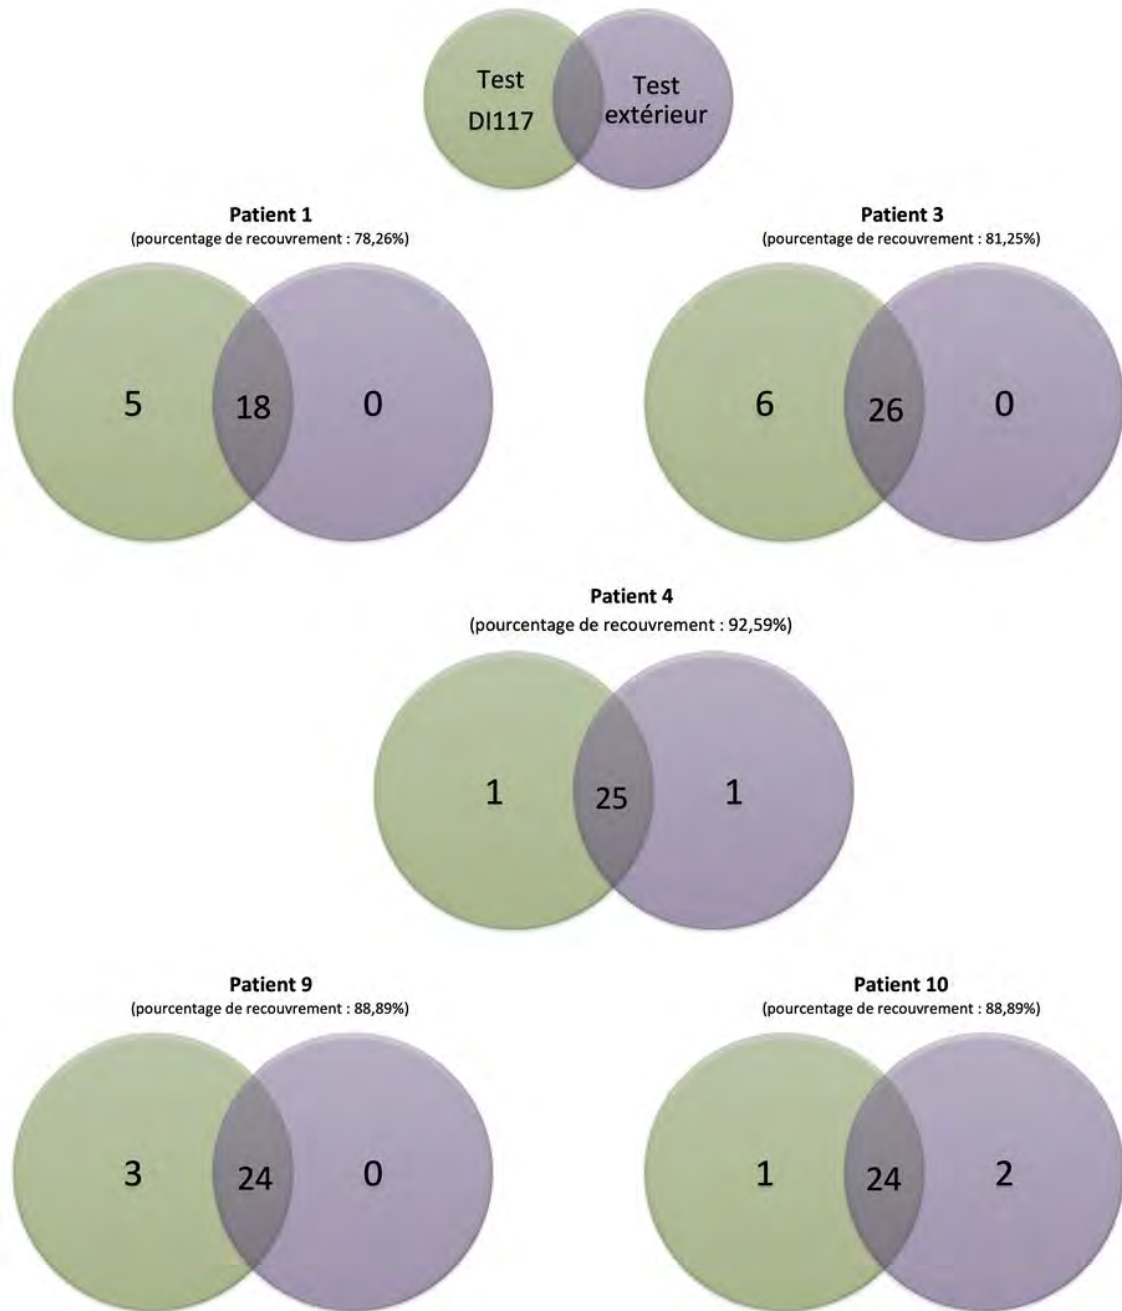 Test
DI117
Test
extérieur
Patient 1
(pourcentage de recouvrement : 78,26%)
5
18
0
Patient 3
(pourcentage de recouvrement : 81,25%)
6
26
0
Patient 4
(pourcentage de recouvrement : 92,59%)
1
25
1
Patient 9
(pourcentage de recouvrement : 88,89%)
3
24
0
Patient 10
(pourcentage de recouvrement : 88,89%)
1
24
2